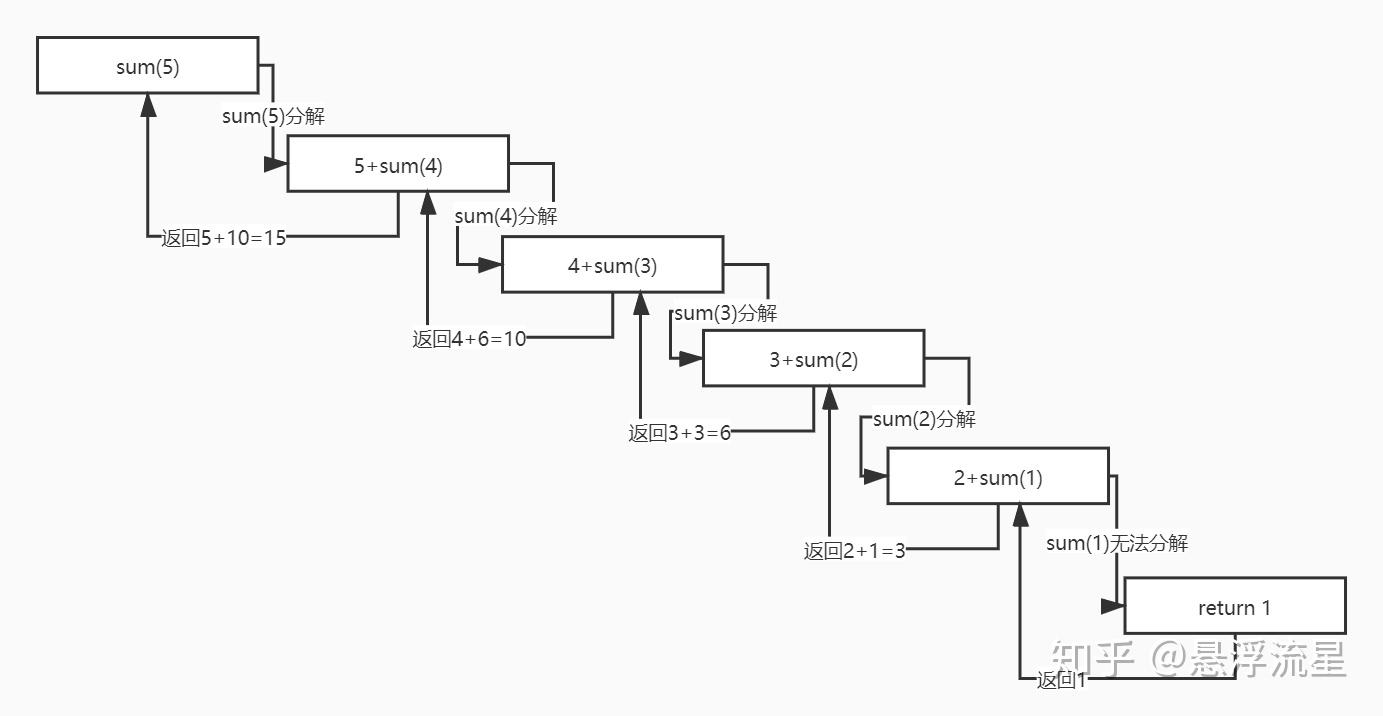 sum(5)
sum(5)分解
5+sum(4)
sum(4)分解
返回5+10=15
4+sum(3)
sum(3)分解
返回4+6=10
3+sum(2)
sum(2)分解
返回3+3=6
2+sum(1)
sum(1)无法分解
返回2+1=3
return 1
知乎 @悬浮流星
返回1